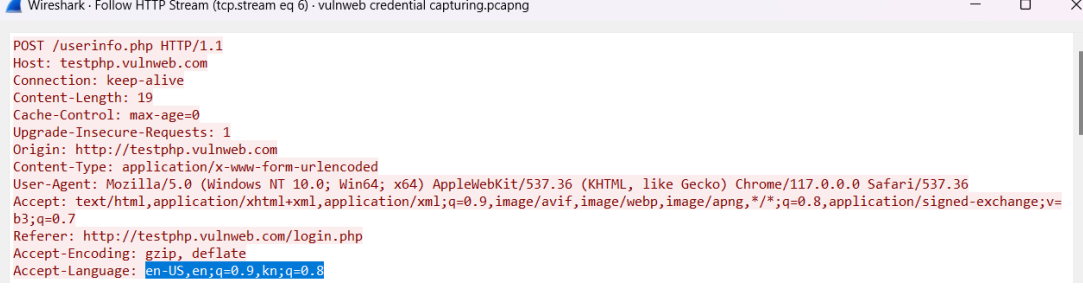 Wireshark · Follow HTTP Stream (tcp.stream eq 6) · vulnweb credential capturing.pcapng
POST /userinfo.php HTTP/1.1
Host: testphp.vulnweb.com
Connection: keep-alive
Content-Length: 19
Cache-Control: max-age=0
Upgrade-Insecure-Requests: 1
Origin: http://testphp.vulnweb.com
Content-Type: application/x-www-form-urlencoded
User-Agent: Mozilla/5.0 (Windows NT 10.0; Win64; x64) AppleWebKit/537.36 (KHTML, like Gecko) Chrome/117.0.0.0 Safari/537.36
Accept: text/html,application/xhtml+xml,application/xml;q=0.9,image/avif,image/webp,image/apng,*/*;q=0.8,application/signed-exchange;v=
b3;q=0.7
Referer: http://testphp.vulnweb.com/login.php
Accept-Encoding: gzip, deflate
Accept-Language: en-US,en;q=0.9,kn;q=0.8